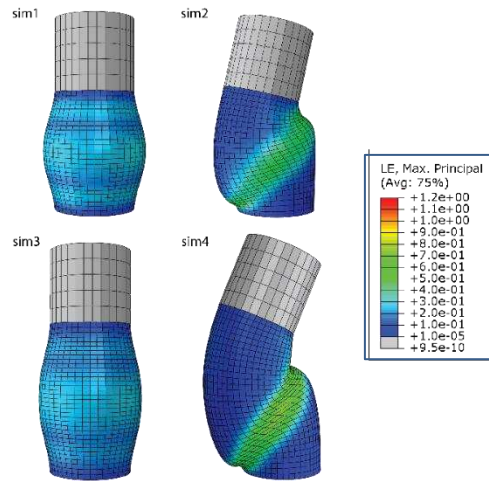 sim1
sim2
LE, Max. Principal
(Avg: 75%)
+1.2e+00
+1.1e+00
+1.0e+00
+9.0e-01
+8.0e-01
+7.0e-01
+6.0e-01
+5.0e-01
+4.0e-01
+3.0e-01
+2.0e-01
+1.0e-01
+1.0e-05
+9.5e-10
sim3
sim4